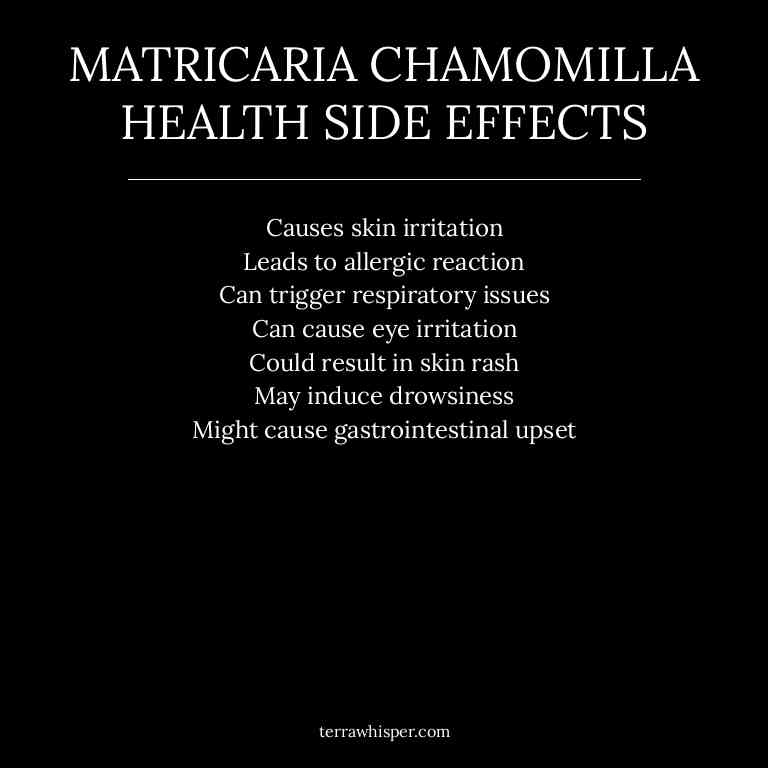 MATRICARIA CHAMOMILLA
HEALTH SIDE EFFECTS
Causes skin irritation
Leads to allergic reaction
Can trigger respiratory issues
Can cause eye irritation
Could result in skin rash
May induce drowsiness
Might cause gastrointestinal upset
terrawhisper.com